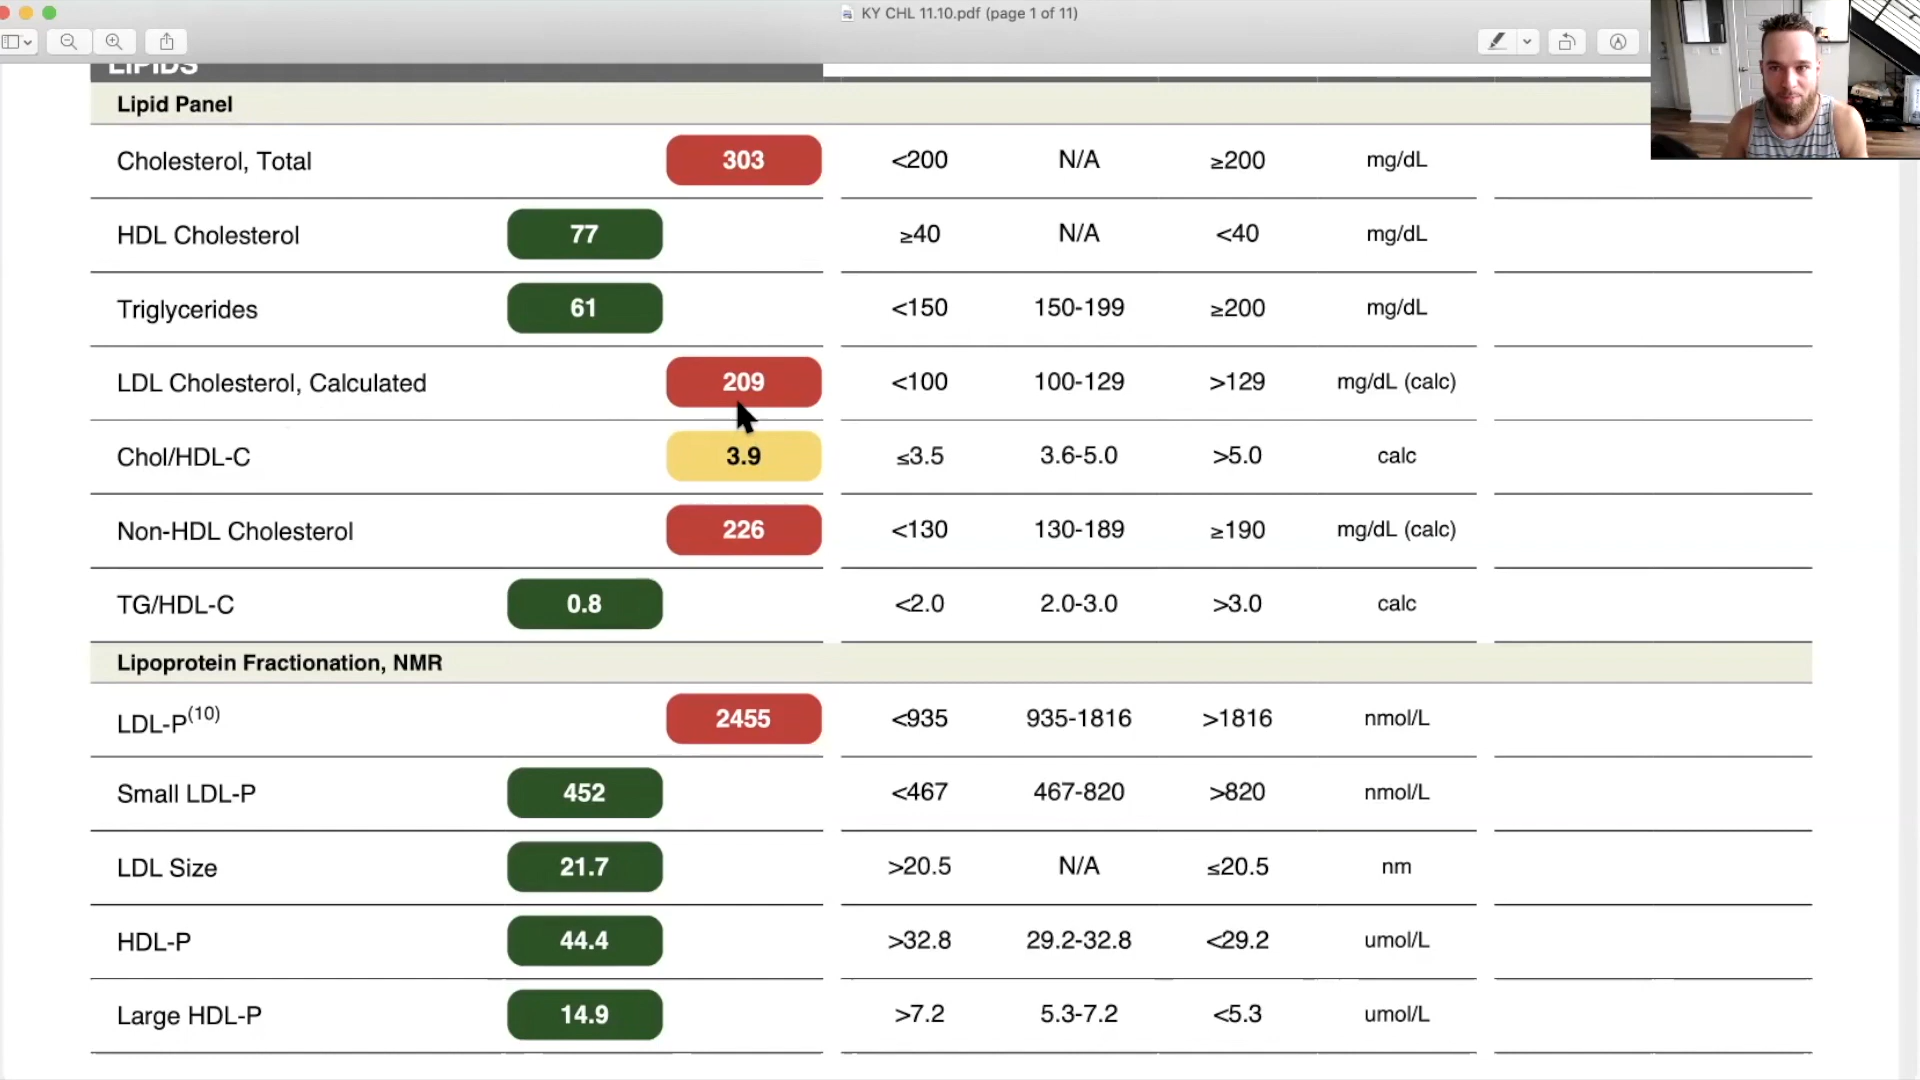 KY CHL 11.10.pdf (page 1 of 11)
LIPIDS
Lipid Panel
Cholesterol, Total 303 <200 N/A ≥200 mg/dL
HDL Cholesterol 77 ≥40 N/A <40 mg/dL
Triglycerides 61 <150 150-199 ≥200 mg/dL
LDL Cholesterol, Calculated 209 <100 100-129 >129 mg/dL (calc)
Chol/HDL-C 3.9 ≤3.5 3.6-5.0 >5.0 calc
Non-HDL Cholesterol 226 <130 130-189 ≥190 mg/dL (calc)
TG/HDL-C 0.8 <2.0 2.0-3.0 >3.0 calc
Lipoprotein Fractionation, NMR
LDL-P(10) 2455 <935 935-1816 >1816 nmol/L
Small LDL-P 452 <467 467-820 >820 nmol/L
LDL Size 21.7 >20.5 N/A ≤20.5 nm
HDL-P 44.4 >32.8 29.2-32.8 <29.2 umol/L
Large HDL-P 14.9 >7.2 5.3-7.2 <5.3 umol/L